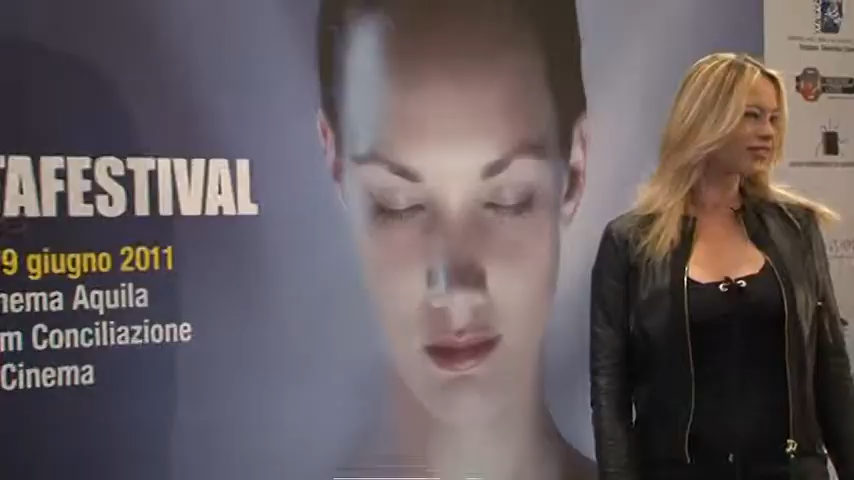 TAFESTIVAL
9 giugno 2011
nema Aquila
m Conciliazione
Cinema